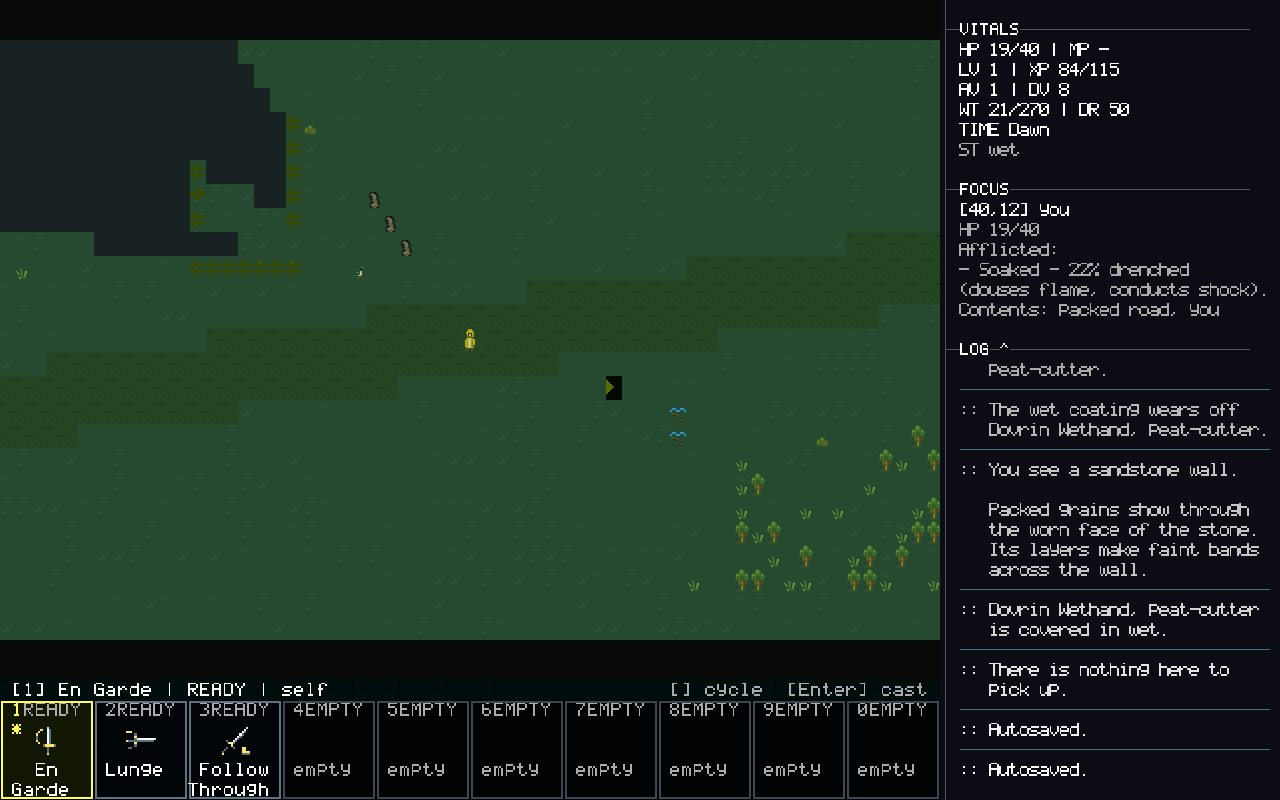 VITALS
HP 19/40 | MP -
LV 1 | XP 84/115
AV 1 | DV 8
WT 21/270 | DR 50
TIME Dawn
ST wet
FOCUS
[40,12] You
HP 19/40
Afflicted:
- Soaked - 22% drenched
(douses flame, conducts shock).
Contents: Packed road, You
LOG ^
Peat-cutter.
:: The wet coating wears off
Dovrin Wethand, Peat-cutter.
:: You see a sandstone wall.
Packed grains show through
the worn face of the stone.
Its layers make faint bands
across the wall.
:: Dovrin Wethand, Peat-cutter
is covered in wet.
:: There is nothing here to
Pick up.
:: Autosaved.
:: Autosaved.
[1] En Garde | READY | self
[] cycle [Enter] cast
1READY 2READY 3READY 4EMPTY 5EMPTY 6EMPTY 7EMPTY 8EMPTY 9EMPTY 0EMPTY
*
En Lunge Follow empty empty empty empty empty empty empty
Garde Through